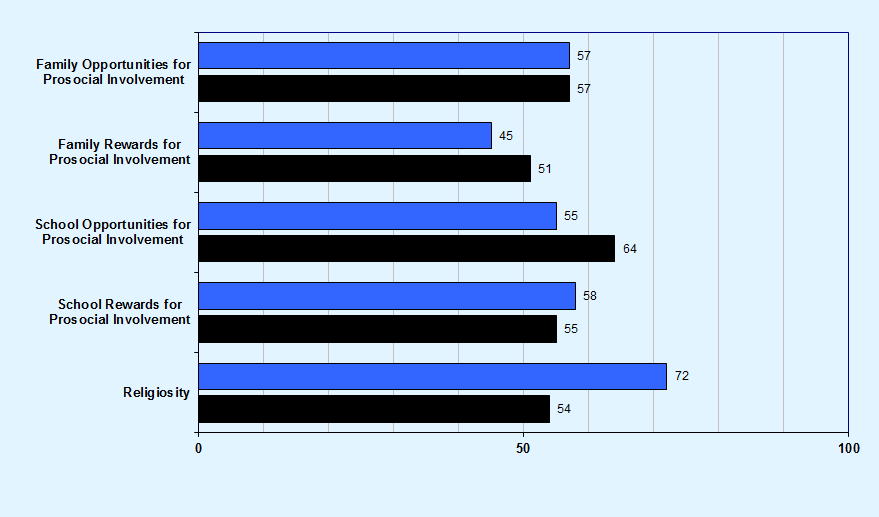 Family Opportunities for
Prosocial Involvement
57
57
Family Rewards for
Prosocial Involvement
45
51
School Opportunities for
Prosocial Involvement
55
64
School Rewards for
Prosocial Involvement
58
55
Religiosity
72
54
0
50
100